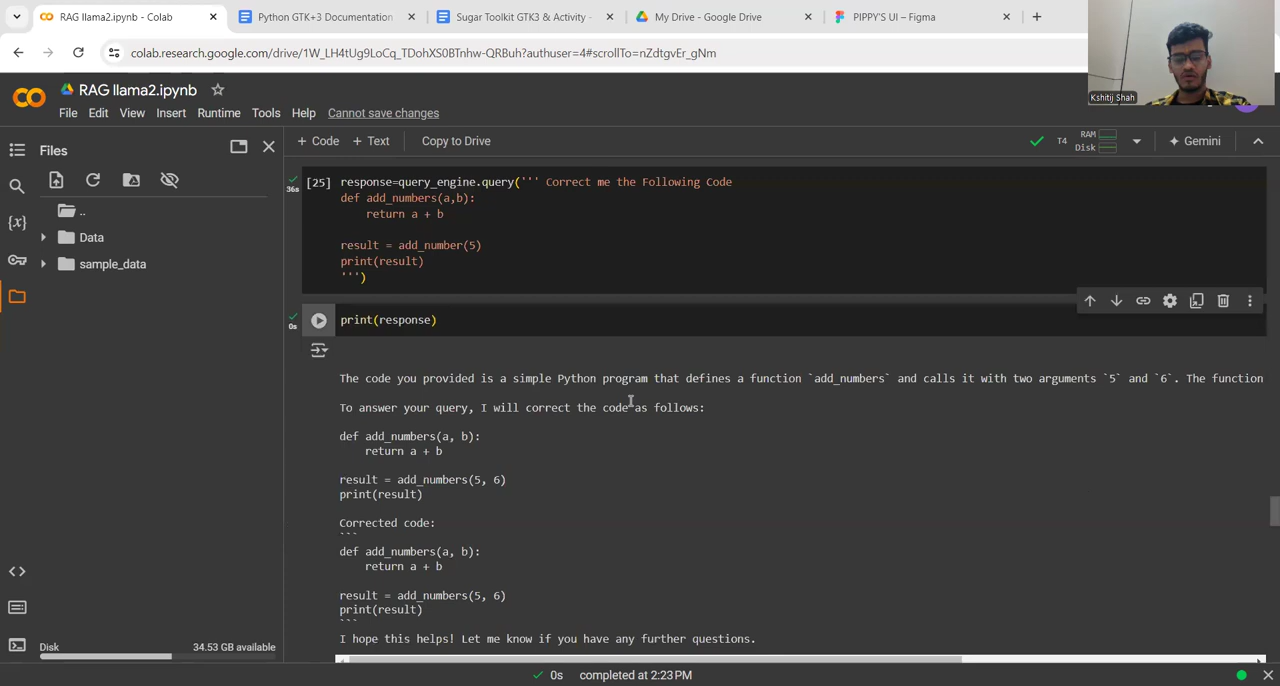 RAG llama2.ipynb - Colab
Python GTK+3 Documentation
Sugar Toolkit GTK3 & Activity -
My Drive - Google Drive
PIPPY'S UI – Figma
colab.research.google.com/drive/1W_LH4tUg9LoCq_TDohXS0BTnhw-QRBuh?authuser=4#scrollTo=nZdtgvEr_gNm
Kshitij Shah
CO
RAG llama2.ipynb
File Edit View Insert Runtime Tools Help Cannot save changes
Files
+ Code + Text Copy to Drive
T4 RAM
Disk
Gemini
..
Data
sample_data
{x}
[25] response=query_engine.query(''' Correct me the Following Code
36s
def add_numbers(a,b):
return a + b
result = add_number(5)
print(result)
''')
0s
print(response)
The code you provided is a simple Python program that defines a function `add_numbers` and calls it with two arguments `5` and `6`. The function
To answer your query, I will correct the code as follows:
def add_numbers(a, b):
return a + b
result = add_numbers(5, 6)
print(result)
Corrected code:
```
def add_numbers(a, b):
return a + b
result = add_numbers(5, 6)
print(result)
```
I hope this helps! Let me know if you have any further questions.
Disk 34.53 GB available
0s completed at 2:23 PM